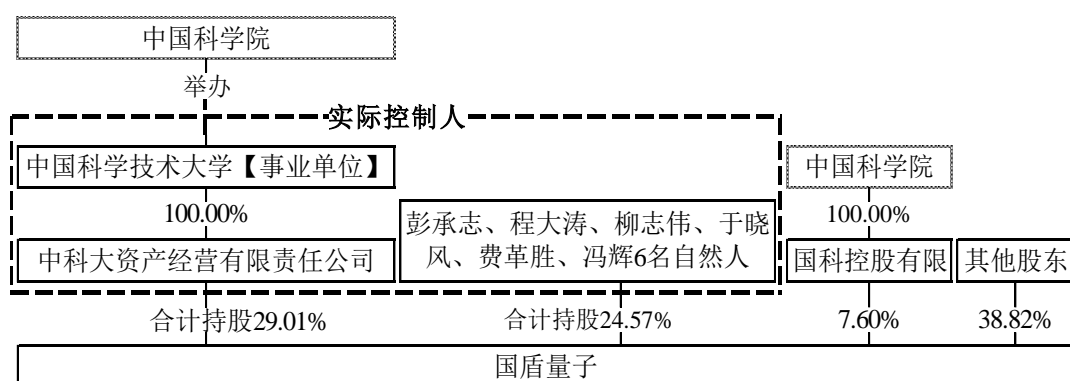 中国科学院
举办
实际控制人
中国科学技术大学【事业单位】
中国科学院
100.00%
100.00%
彭承志、程大涛、柳志伟、于晓
风、费革胜、冯辉6名自然人
中科大资产经营有限责任公司
国科控股有限
其他股东
合计持股29.01%
合计持股24.57%
7.60%
38.82%
国盾量子